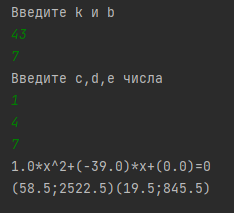 Введите k и b
43
7
Введите c,d,e числа
1
4
7
1.0*x^2+(-39.0)*x+(0.0)=0
(58.5;2522.5)(19.5;845.5)